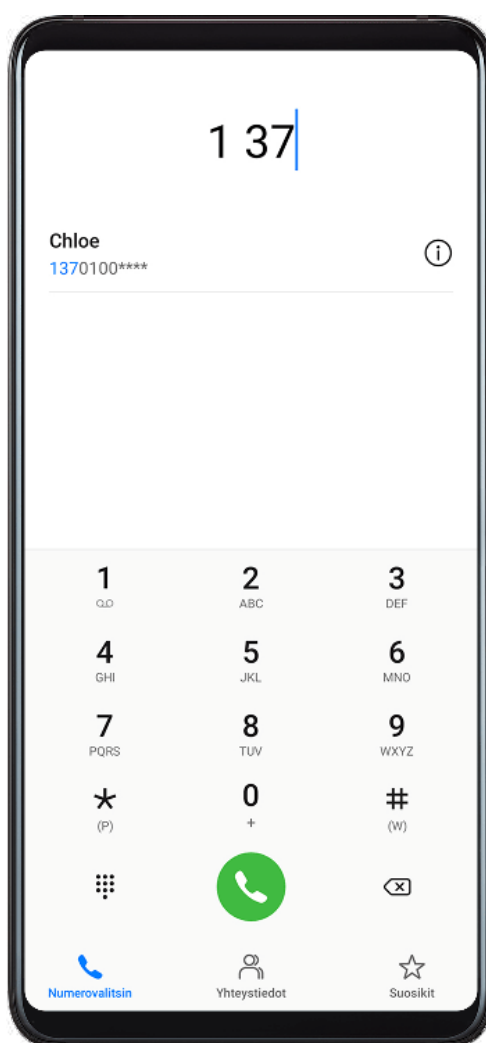 1 37
Chloe
1370100****
1 2 3
ABC DEF
4 5 6
GHI JKL MNO
7 8 9
PQRS TUV WXYZ
* 0 #
(P) + (W)
Numerovalitsin Yhteystiedot Suosikit